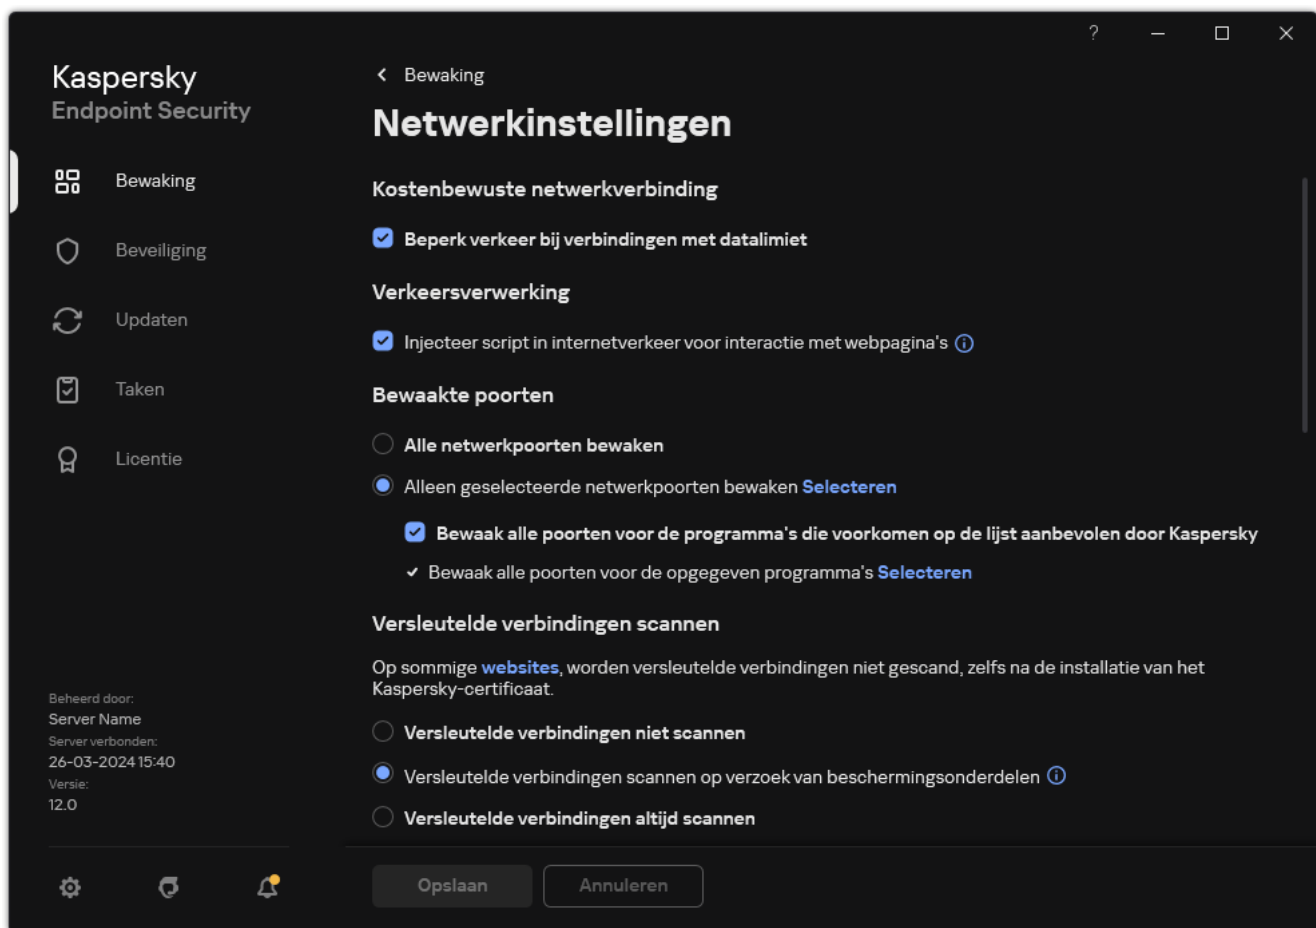 Kaspersky
Endpoint Security
Bewaking
Beveiliging
Updaten
Taken
Licentie
Beheerd door:
Server Name
Server verbonden:
26-03-2024 15:40
Versie:
12.0
?
Bewaking
Netwerkinstellingen
Kostenbewuste netwerkverbinding
Beperk verkeer bij verbindingen met datalimiet
Verkeersverwerking
Injecteer script in internetverkeer voor interactie met webpagina's
Bewaakte poorten
Alle netwerkpoorten bewaken
Alleen geselecteerde netwerkpoorten bewaken Selecteren
Bewaak alle poorten voor de programma's die voorkomen op de lijst aanbevolen door Kaspersky
Bewaak alle poorten voor de opgegeven programma's Selecteren
Versleutelde verbindingen scannen
Op sommige websites, worden versleutelde verbindingen niet gescand, zelfs na de installatie van het
Kaspersky-certificaat.
Versleutelde verbindingen niet scannen
Versleutelde verbindingen scannen op verzoek van beschermingsonderdelen
Versleutelde verbindingen altijd scannen
Opslaan
Annuleren